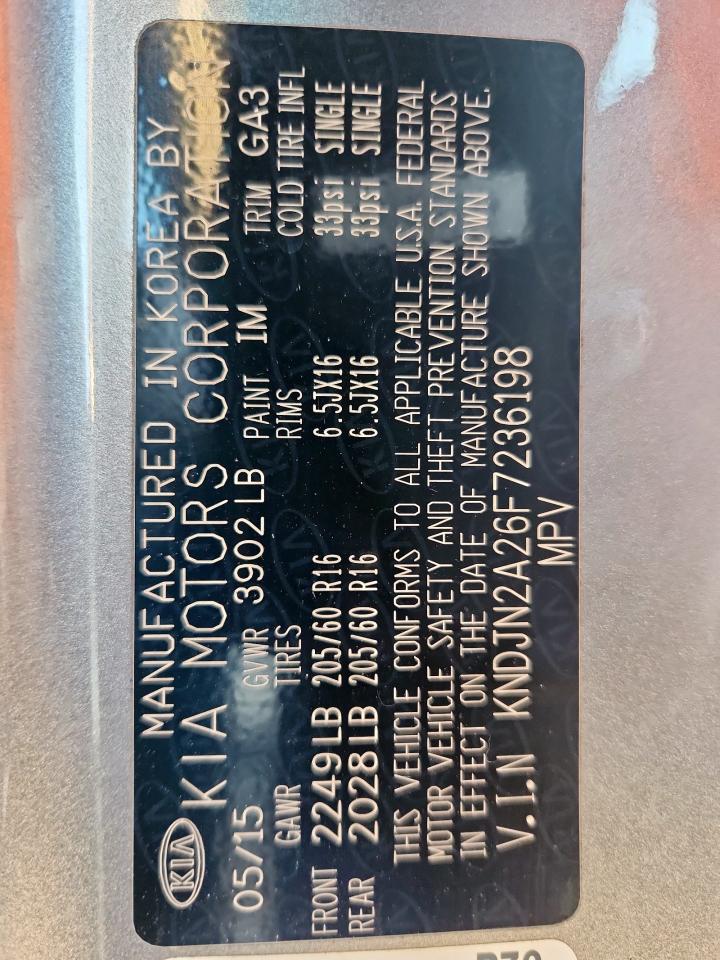 KIA
MANUFACTURED IN KOREA BY
KIA MOTORS CORPORATION
05/15 GVWR 3902 LB PAINT IM TRIM GA3
GAWR TIRES RIMS COLD TIRE INFL
FRONT 2249 LB 205/60 R16 6.5JX16 33psi SINGLE
REAR 2028 LB 205/60 R16 6.5JX16 33psi SINGLE
THIS VEHICLE CONFORMS TO ALL APPLICABLE U.S.A. FEDERAL
MOTOR VEHICLE SAFETY AND THEFT PREVENTION STANDARDS
IN EFFECT ON THE DATE OF MANUFACTURE SHOWN ABOVE.
V.I.N KNDJN2A26F7236198
MPV